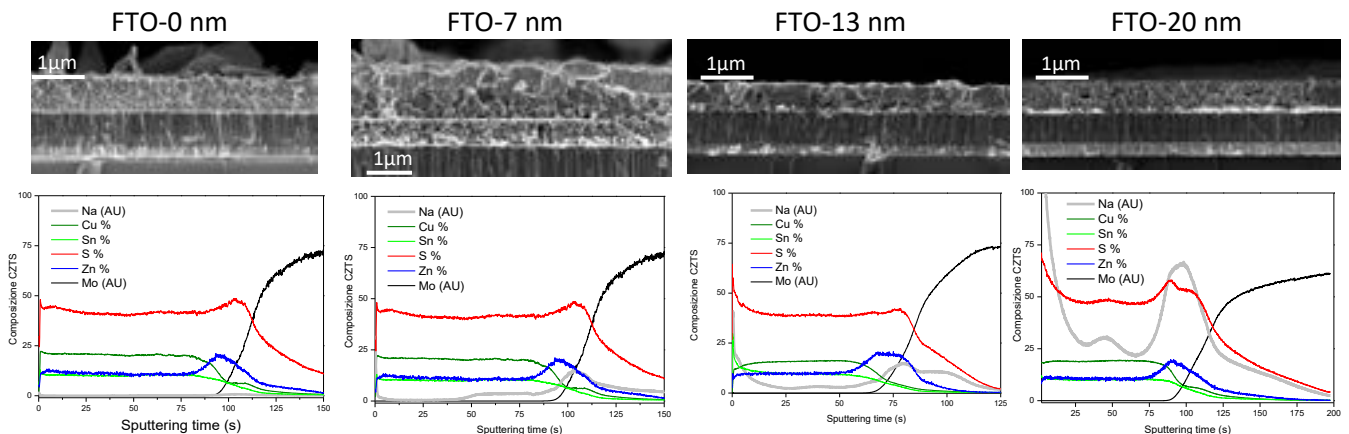 FTO-0 nm
FTO-7 nm
FTO-13 nm
FTO-20 nm
1µm
1µm
1µm
1µm
1µm
100
75
50
25
0
Composizione CZTS
Na (AU)
Cu %
Sn %
S %
Zn %
Mo (AU)
0 25 50 75 100 125 150
Sputtering time (s)
100
75
50
25
0
Composizione CZTS
Na (AU)
Cu %
Sn %
S %
Zn %
Mo (AU)
0 25 50 75 100 125 150
Sputtering time (s)
100
75
50
25
0
Composizione CZTS
Na (AU)
Cu %
Sn %
S %
Zn %
Mo (AU)
0 25 50 75 100 125
Sputtering time (s)
100
75
50
25
0
Composizione CZTS
Na (AU)
Cu %
Sn %
S %
Zn %
Mo (AU)
25 50 75 100 125 150 175 200
Sputtering time (s)